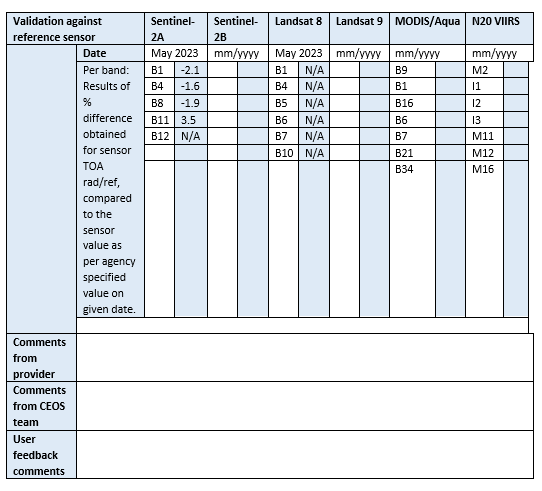 Validation against reference sensor Sentinel-2A Sentinel-2B Landsat 8 Landsat 9 MODIS/Aqua N20 VIIRS
Date May 2023 mm/yyyy May 2023 mm/yyyy mm/yyyy mm/yyyy
Per band: B1 -2.1 B1 N/A B9 M2
Results of B4 -1.6 B4 N/A B1 I1
% B8 -1.9 B5 N/A B16 I2
difference B11 3.5 B6 N/A B6 I3
obtained B12 N/A B7 N/A B7 M11
for sensor B10 N/A B21 M12
TOA B34 M16
rad/ref,
compared
to the
sensor
value as
per agency
specified
value on
given date.
Comments
from
provider
Comments
from CEOS
team
User
feedback
comments